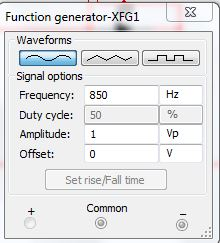 Function generator-XFG1
Waveforms
Signal options
Frequency: 850 Hz
Duty cycle: 50 %
Amplitude: 1 Vp
Offset: 0 V
Set rise/Fall time
+ Common −